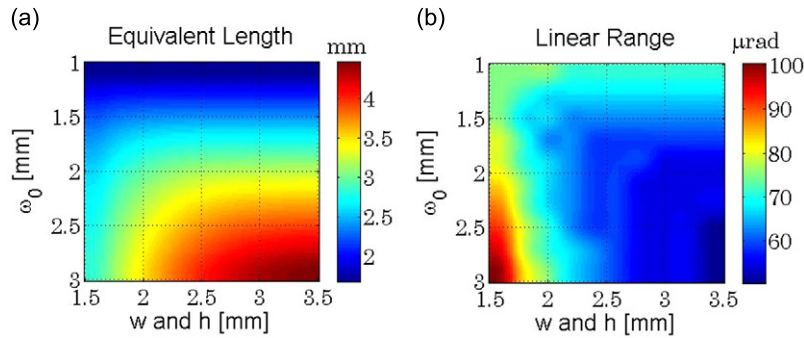 (a)
Equivalent Length
mm
1
1.5
2
2.5
3
ω₀ [mm]
1.5 2 2.5 3 3.5
w and h [mm]
4
3.5
3
2.5
2
(b)
Linear Range
μrad
1
1.5
2
2.5
3
ω₀ [mm]
1.5 2 2.5 3 3.5
w and h [mm]
100
90
80
70
60